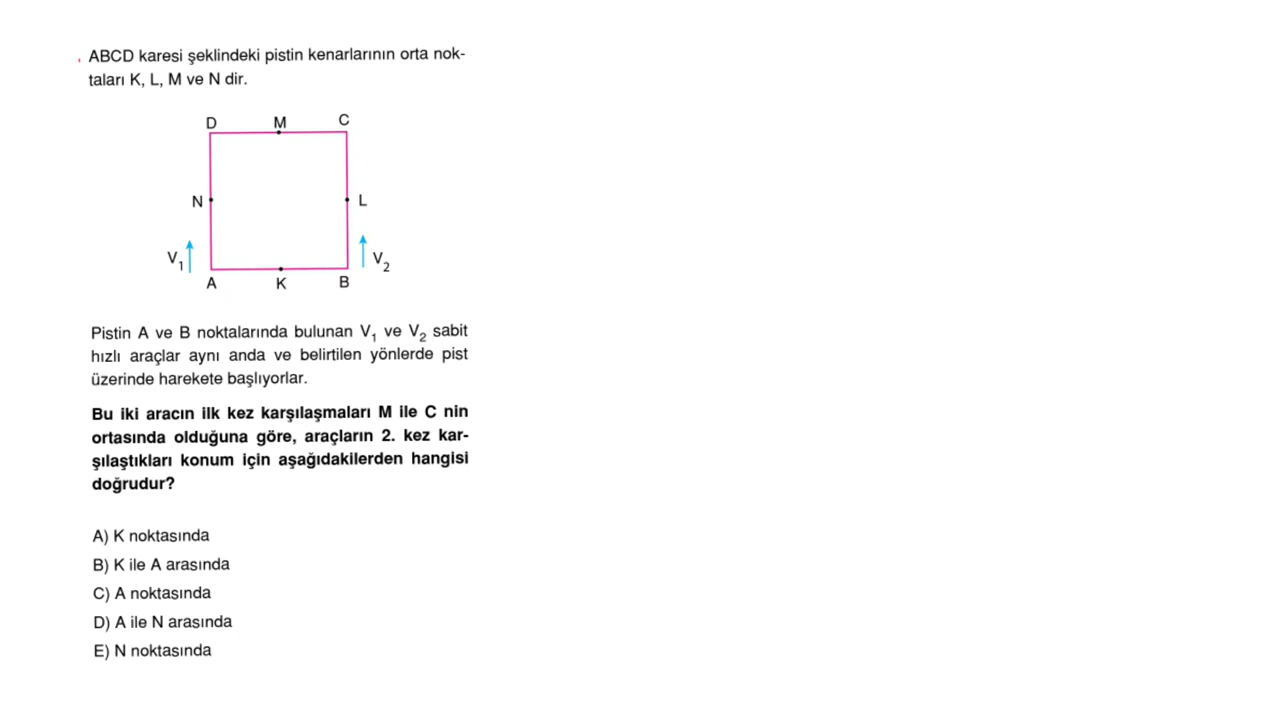 ABCD karesi şeklindeki pistin kenarlarının orta nok-
taları K, L, M ve N dir.
D M C
N L
V₁ V₂
A K B
Pistin A ve B noktalarında bulunan V₁ ve V₂ sabit
hızlı araçlar aynı anda ve belirtilen yönlerde pist
üzerinde harekete başlıyorlar.
Bu iki aracın ilk kez karşılaşmaları M ile C nin
ortasında olduğuna göre, araçların 2. kez kar-
şılaştıkları konum için aşağıdakilerden hangisi
doğrudur?
A) K noktasında
B) K ile A arasında
C) A noktasında
D) A ile N arasında
E) N noktasında